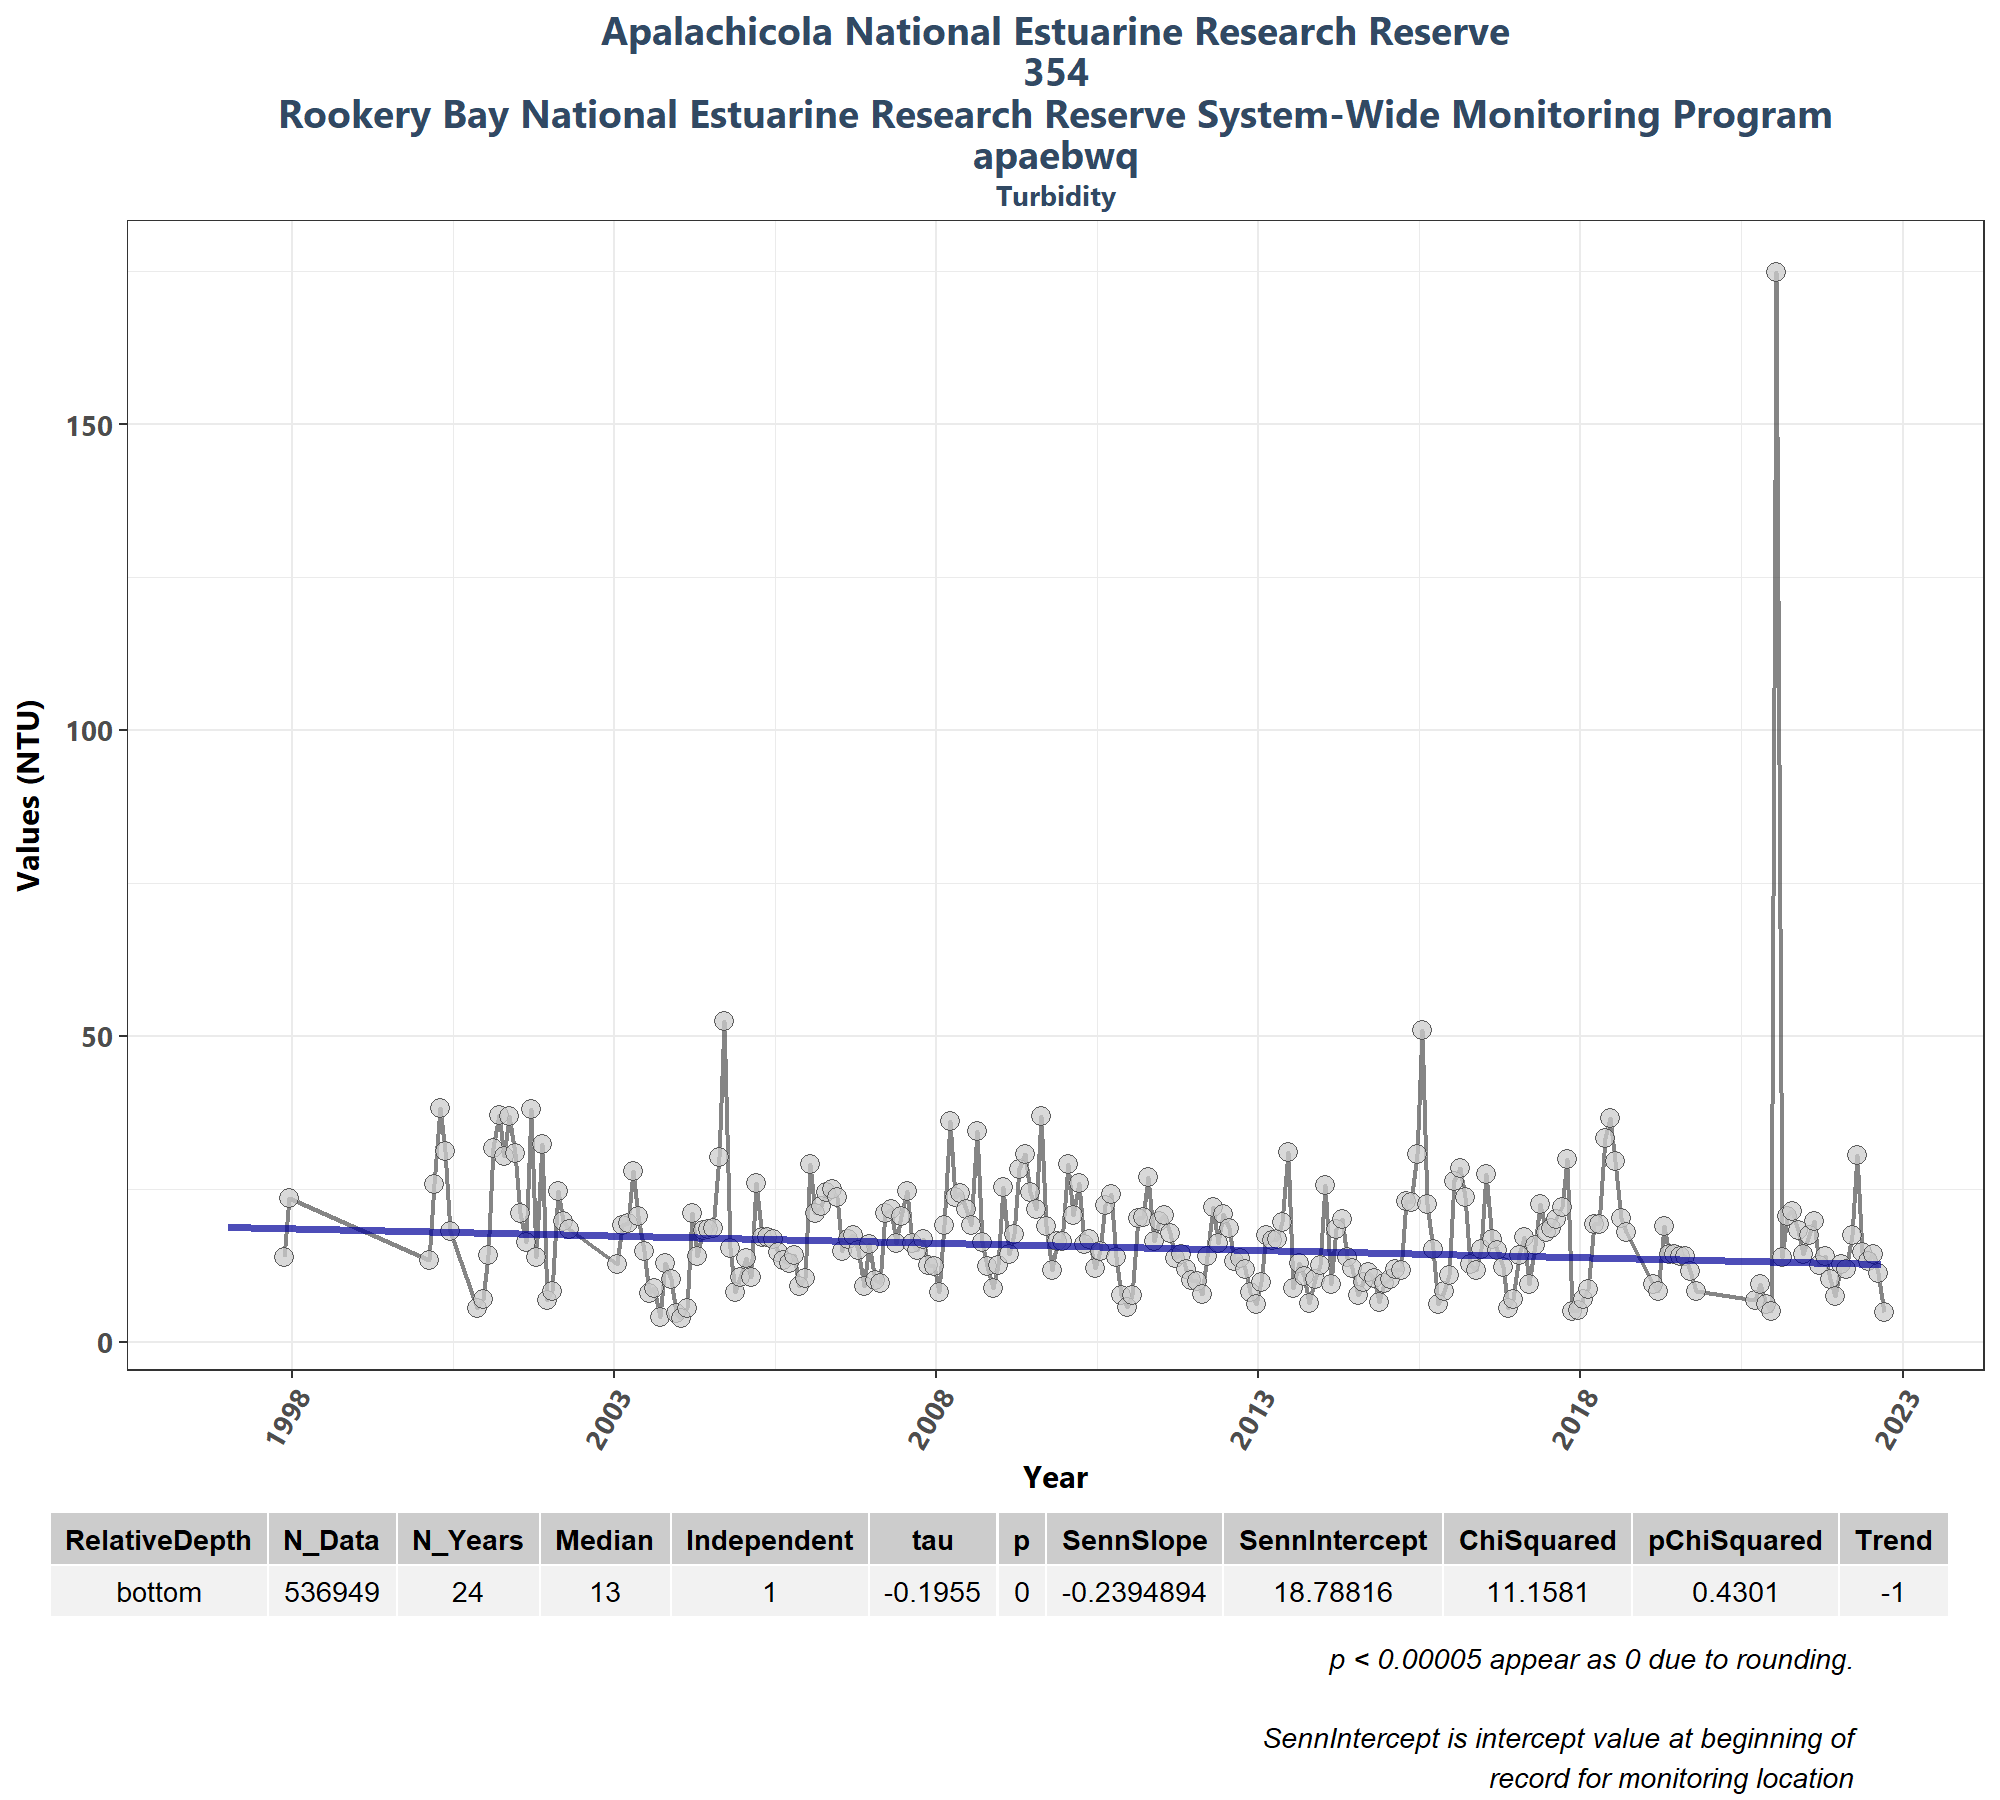 Apalachicola National Estuarine Research Reserve
354
Rookery Bay National Estuarine Research Reserve System-Wide Monitoring Program
apaebwq
Turbidity
Values (NTU)
150
100
50
0
1998 2003 2008 2013 2018 2023
Year
RelativeDepth N_Data N_Years Median Independent tau p SennSlope SennIntercept ChiSquared pChiSquared Trend
bottom 536949 24 13 1 -0.1955 0 -0.2394894 18.78816 11.1581 0.4301 -1
p < 0.00005 appear as 0 due to rounding.
SennIntercept is intercept value at beginning of
record for monitoring location